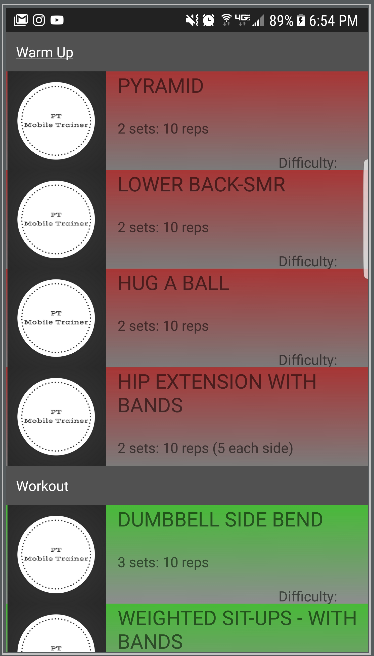 4G 89% 6:54 PM
Warm Up
PYRAMID
PT
Mobile Trainer
2 sets: 10 reps
Difficulty:
LOWER BACK-SMR
PT
Mobile Trainer
2 sets: 10 reps
Difficulty:
HUG A BALL
PT
Mobile Trainer
2 sets: 10 reps
Difficulty:
HIP EXTENSION WITH
BANDS
PT
Mobile Trainer
2 sets: 10 reps (5 each side)
Workout
DUMBBELL SIDE BEND
PT
Mobile Trainer
3 sets: 10 reps
Difficulty:
WEIGHTED SIT-UPS - WITH
BANDS
PT
Mobile Trainer